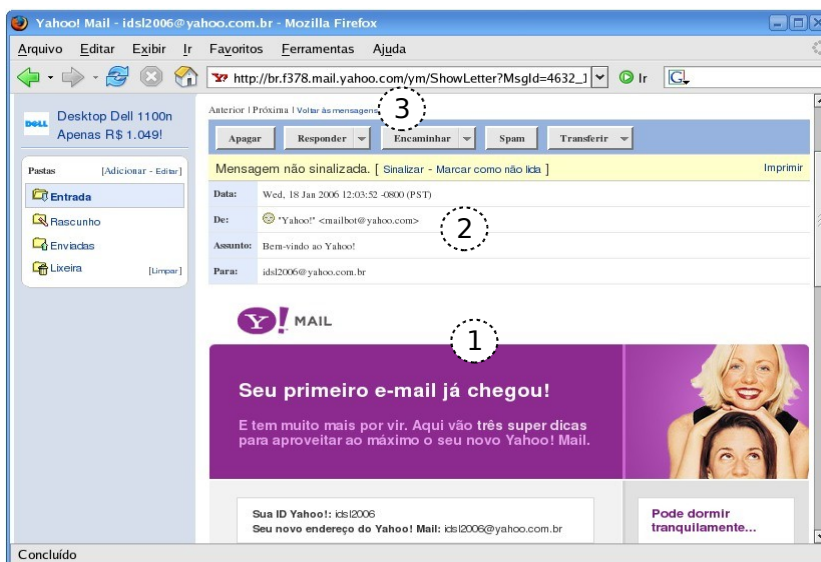 Yahoo! Mail - idsl2006@yahoo.com.br - Mozilla Firefox
Arquivo Editar Exibir Ir Favoritos Ferramentas Ajuda
http://br.f378.mail.yahoo.com/ym/ShowLetter?MsgId=4632_1 Ir G
DELL Desktop Dell 1100n
Apenas R$ 1.049!
Pastas [Adicionar - Editar]
Entrada
Rascunho
Enviadas
Lixeira [Limpar]
Anterior | Próxima | Voltar às mensagens
3
Apagar Responder Encaminhar Spam Transferir
Mensagem não sinalizada. [ Sinalizar - Marcar como não lida ] Imprimir
Data: Wed, 18 Jan 2006 12:03:52 -0800 (PST)
De: "Yahoo!" <mailbot@yahoo.com>
2
Assunto: Bem-vindo ao Yahoo!
Para: idsl2006@yahoo.com.br
Y! MAIL
1
Seu primeiro e-mail já chegou!
E tem muito mais por vir. Aqui vão três super dicas
para aproveitar ao máximo o seu novo Yahoo! Mail.
Sua ID Yahoo!: idsl2006
Seu novo endereço do Yahoo! Mail: idsl2006@yahoo.com.br
Pode dormir
tranquilamente...
Concluído